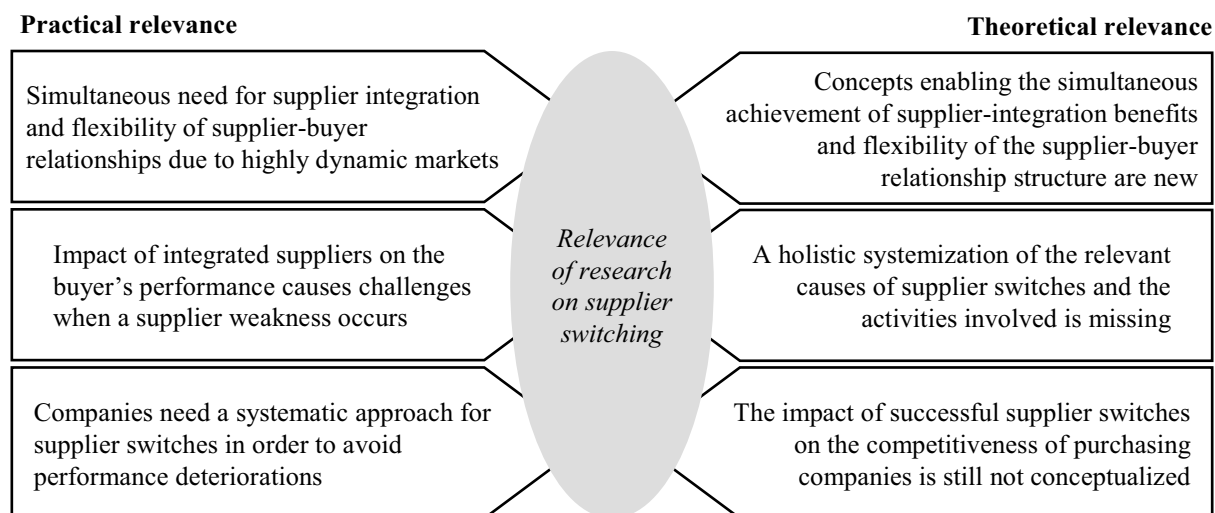 Practical relevance
Simultaneous need for supplier integration
and flexibility of supplier-buyer
relationships due to highly dynamic markets
Impact of integrated suppliers on the
buyer’s performance causes challenges
when a supplier weakness occurs
Companies need a systematic approach for
supplier switches in order to avoid
performance deteriorations
Relevance
of research
on supplier
switching
Theoretical relevance
Concepts enabling the simultaneous
achievement of supplier-integration benefits
and flexibility of the supplier-buyer
relationship structure are new
A holistic systemization of the relevant
causes of supplier switches and the
activities involved is missing
The impact of successful supplier switches
on the competitiveness of purchasing
companies is still not conceptualized